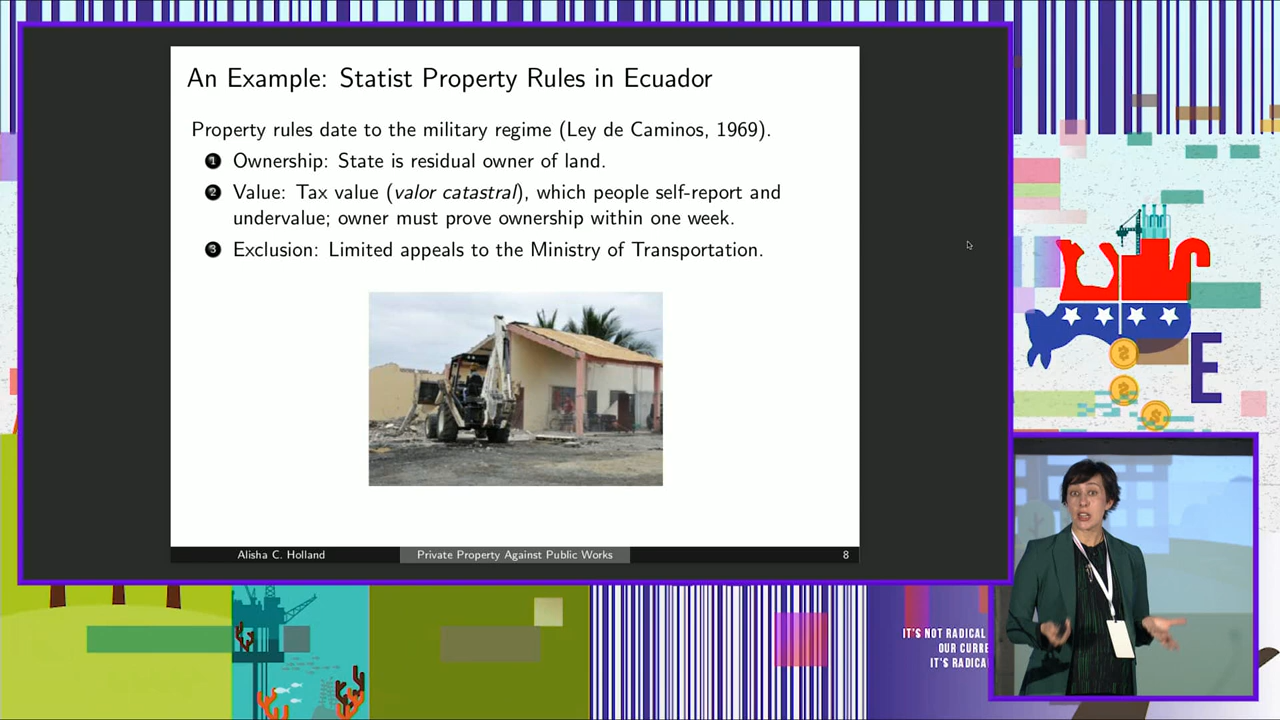 An Example: Statist Property Rules in Ecuador
Property rules date to the military regime (Ley de Caminos, 1969).
1 Ownership: State is residual owner of land.
2 Value: Tax value (valor catastral), which people self-report and
undervalue; owner must prove ownership within one week.
3 Exclusion: Limited appeals to the Ministry of Transportation.
Alisha C. Holland
Private Property Against Public Works
8
E
IT'S NOT RADICAL
OUR CURRE
IT'S RADICA